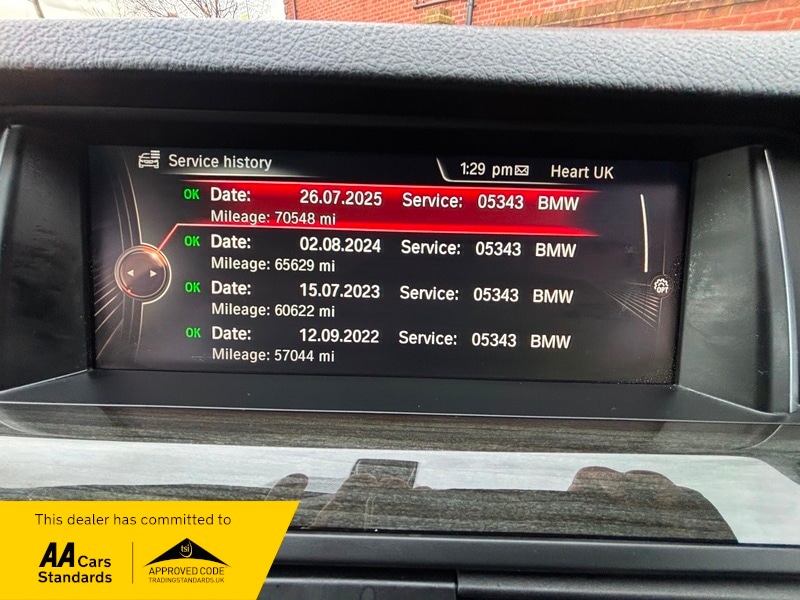 Service history 1:29 pm Heart UK
OK Date: 26.07.2025 Service: 05343 BMW
Mileage: 70548 mi
OK Date: 02.08.2024 Service: 05343 BMW
Mileage: 65629 mi
OK Date: 15.07.2023 Service: 05343 BMW
Mileage: 60622 mi
OK Date: 12.09.2022 Service: 05343 BMW
Mileage: 57044 mi
OPT
This dealer has committed to
AA Cars
Standards
tsi
APPROVED CODE
TRADINGSTANDARDS.UK